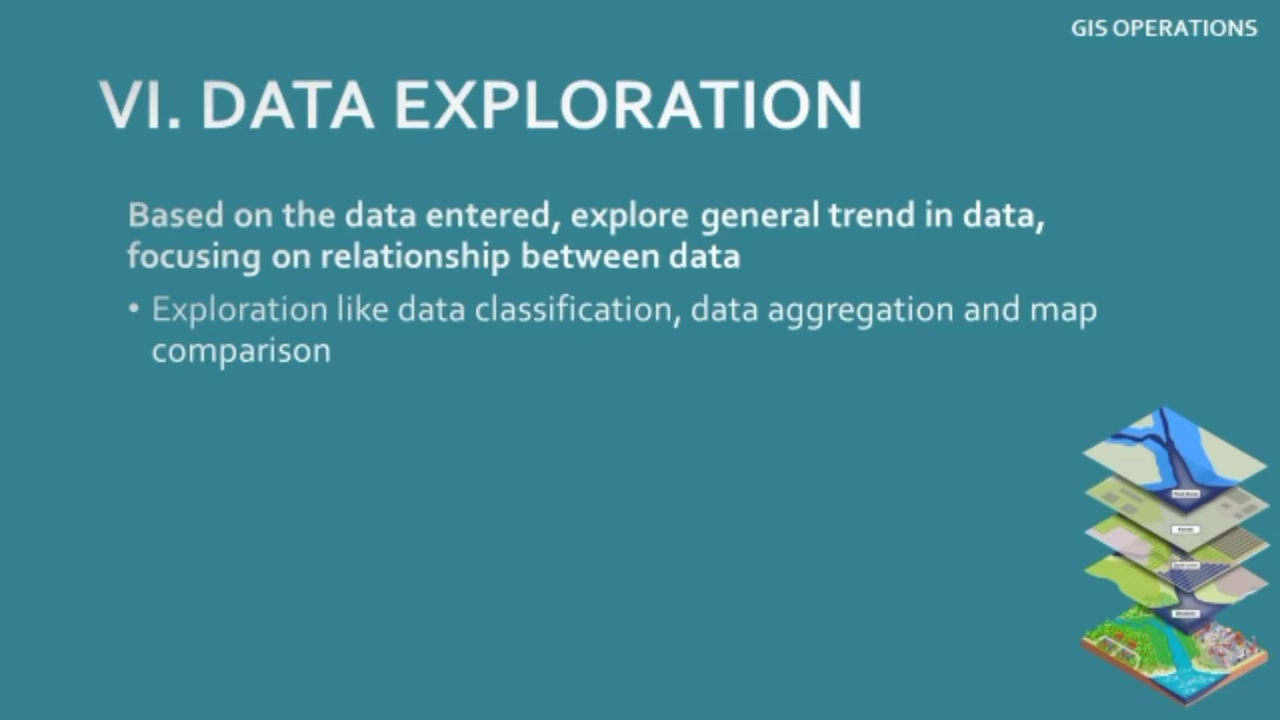 GIS OPERATIONS
VI. DATA EXPLORATION
Based on the data entered, explore general trend in data,
focusing on relationship between data
• Exploration like data classification, data aggregation and map
comparison